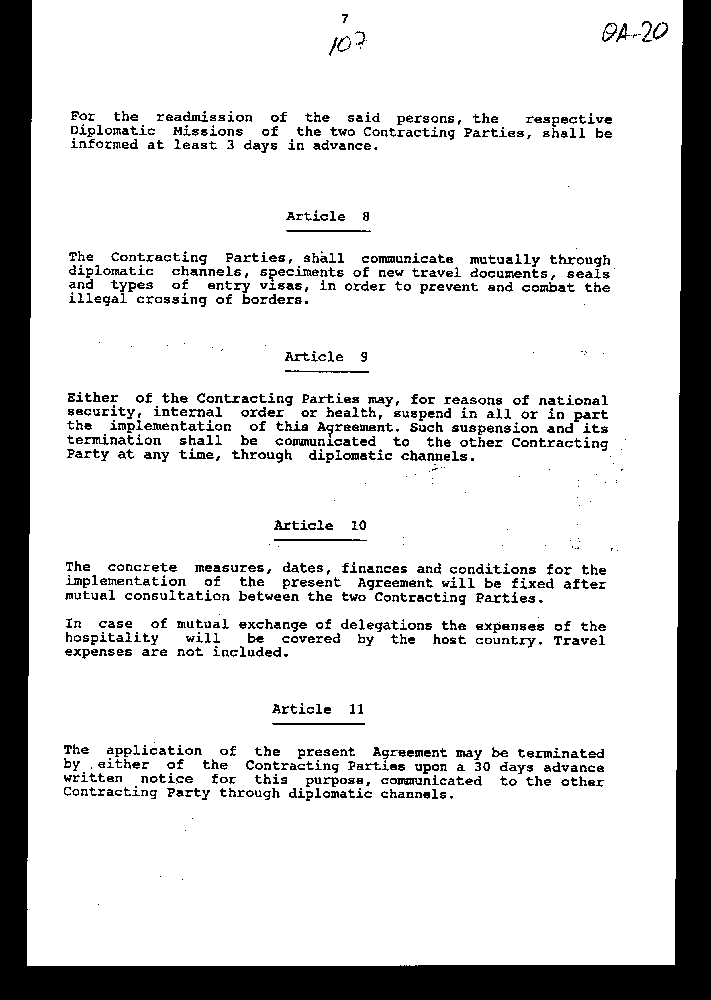 7
107
ΘA-20
For the readmission of the said persons, the respective
Diplomatic Missions of the two Contracting Parties, shall be
informed at least 3 days in advance.
Article 8
The Contracting Parties, shall communicate mutually through
diplomatic channels, speciments of new travel documents, seals
and types of entry visas, in order to prevent and combat the
illegal crossing of borders.
Article 9
Either of the Contracting Parties may, for reasons of national
security, internal order or health, suspend in all or in part
the implementation of this Agreement. Such suspension and its
termination shall be communicated to the other Contracting
Party at any time, through diplomatic channels.
Article 10
The concrete measures, dates, finances and conditions for the
implementation of the present Agreement will be fixed after
mutual consultation between the two Contracting Parties.
In case of mutual exchange of delegations the expenses of the
hospitality will be covered by the host country. Travel
expenses are not included.
Article 11
The application of the present Agreement may be terminated
by either of the Contracting Parties upon a 30 days advance
written notice for this purpose, communicated to the other
Contracting Party through diplomatic channels.